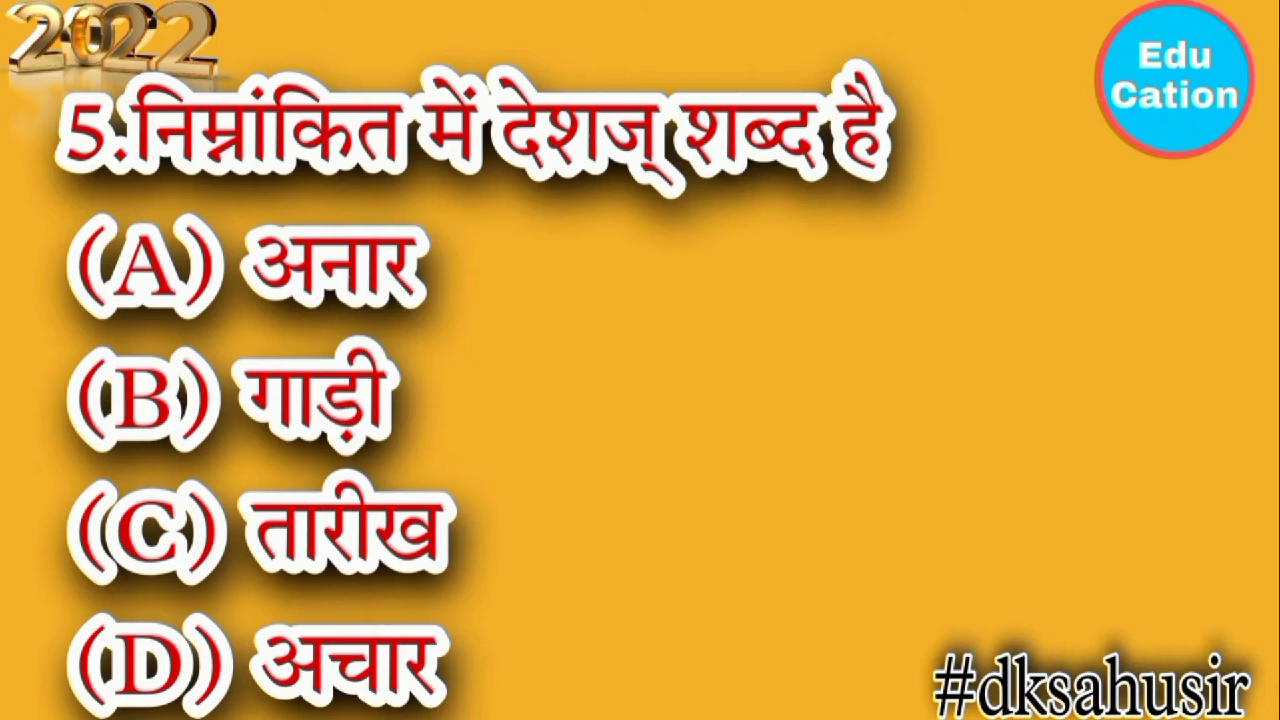 2022
Edu
Cation
5.निम्नांकित में देशज् शब्द है
(A) अनार
(B) गाड़ी
(C) तारीख
(D) अचार
#dksahusir